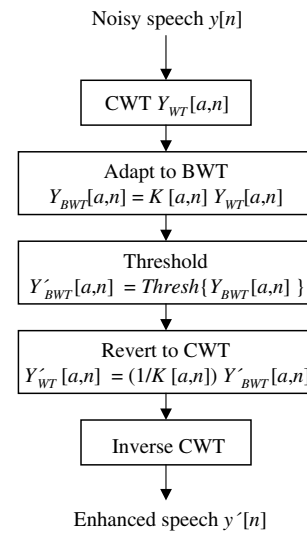 Noisy speech y[n]
CWT Y_WT[a,n]
Adapt to BWT
Y_BWT[a,n] = K [a,n] Y_WT[a,n]
Threshold
Y´_BWT[a,n] = Thresh{Y_BWT[a,n] }
Revert to CWT
Y´_WT [a,n] = (1/K [a,n]) Y´_BWT[a,n]
Inverse CWT
Enhanced speech y´[n]